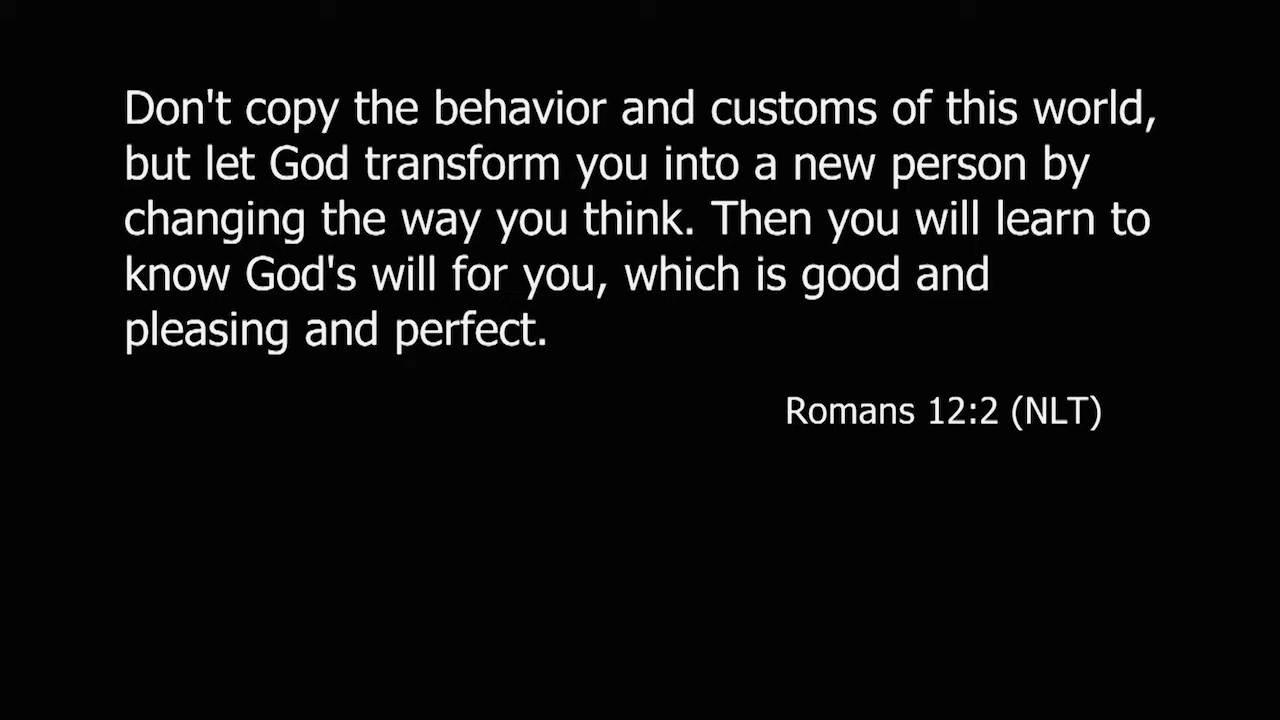 Don't copy the behavior and customs of this world,
but let God transform you into a new person by
changing the way you think. Then you will learn to
know God's will for you, which is good and
pleasing and perfect.
Romans 12:2 (NLT)